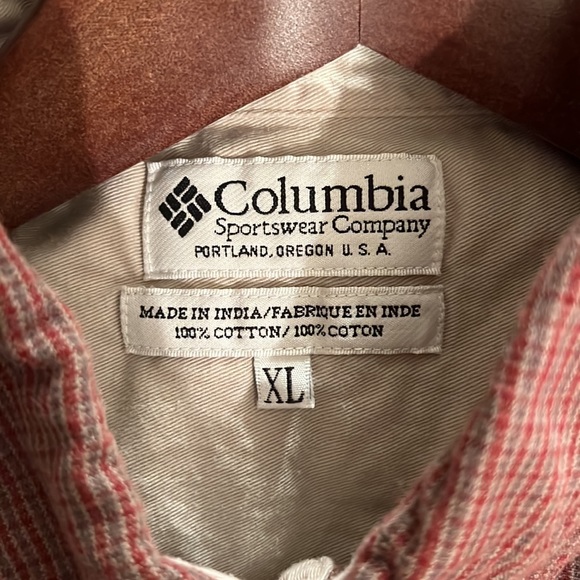 Columbia
Sportswear Company
PORTLAND, OREGON U. S. A.
MADE IN INDIA/FABRIQUE EN INDE
100% COTTON/ 100% COTON
XL